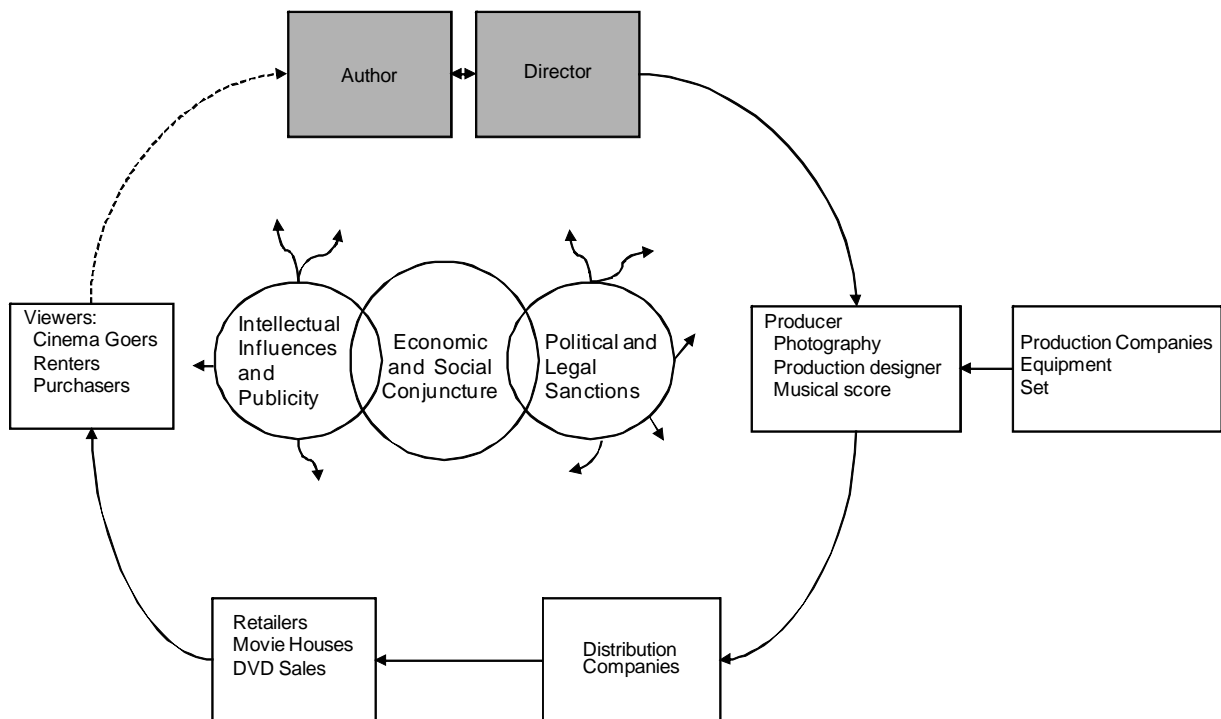 Author
Director
Viewers:
Cinema Goers
Renters
Purchasers
Intellectual
Influences
and
Publicity
Economic
and Social
Conjuncture
Political and
Legal
Sanctions
Producer
Photography
Production designer
Musical score
Production Companies
Equipment
Set
Retailers
Movie Houses
DVD Sales
Distribution
Companies